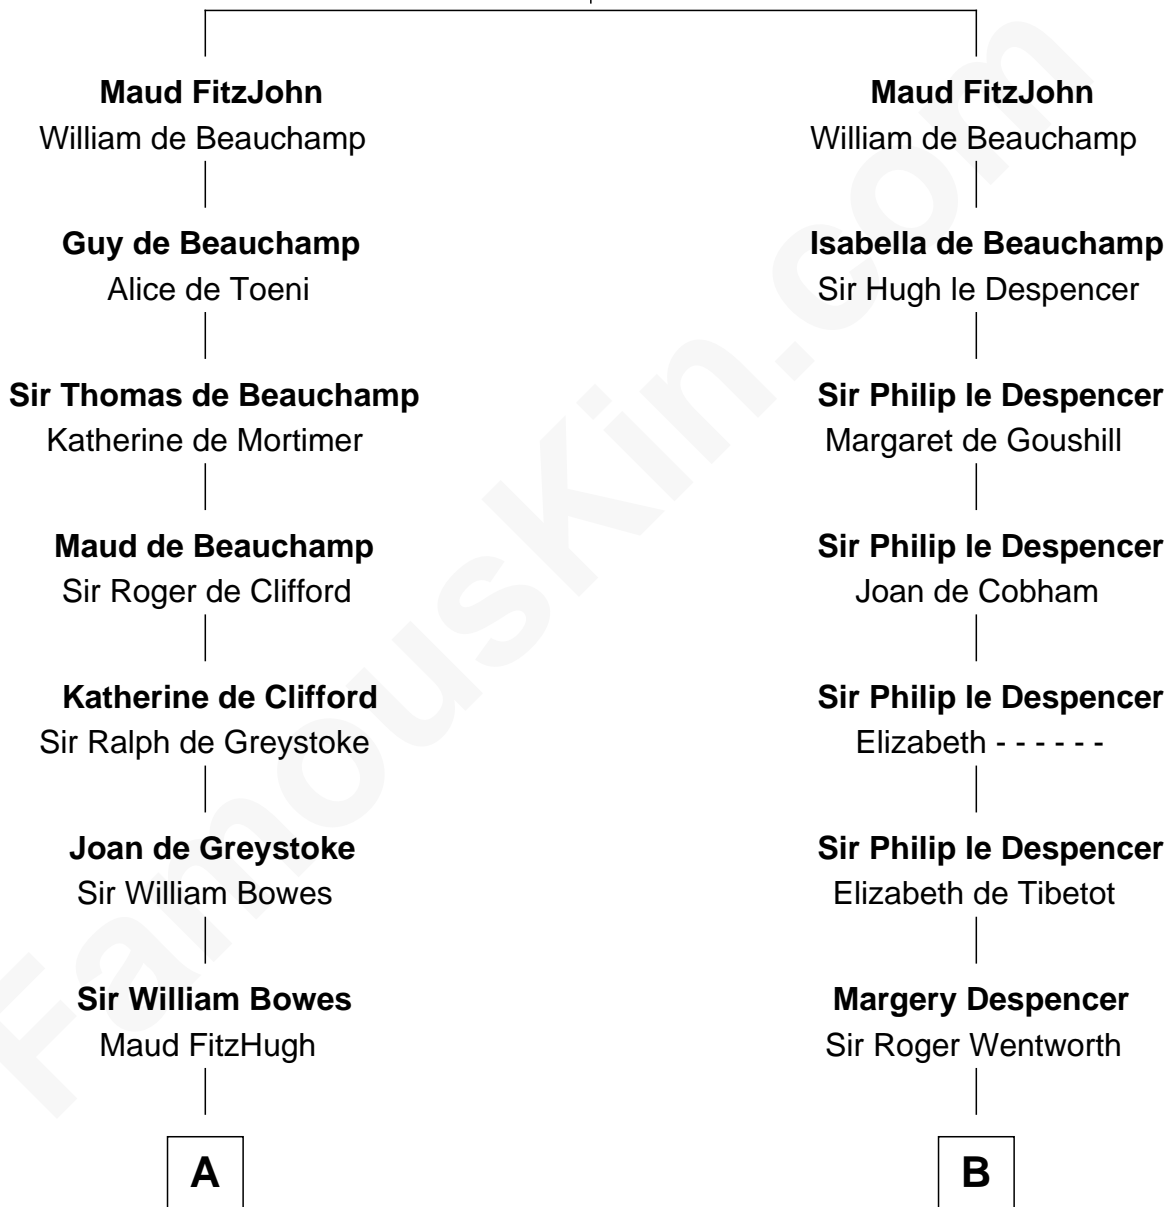 Maud FitzJohn
William de Beauchamp
Maud FitzJohn
William de Beauchamp
Guy de Beauchamp
Alice de Toeni
Isabella de Beauchamp
Sir Hugh le Despencer
Sir Thomas de Beauchamp
Katherine de Mortimer
Sir Philip le Despencer
Margaret de Goushill
Maud de Beauchamp
Sir Roger de Clifford
Sir Philip le Despencer
Joan de Cobham
Katherine de Clifford
Sir Ralph de Greystoke
Sir Philip le Despencer
Elizabeth - - - - - -
Joan de Greystoke
Sir William Bowes
Sir Philip le Despencer
Elizabeth de Tibetot
Sir William Bowes
Maud FitzHugh
Margery Despencer
Sir Roger Wentworth
A
B
FamousKin.com